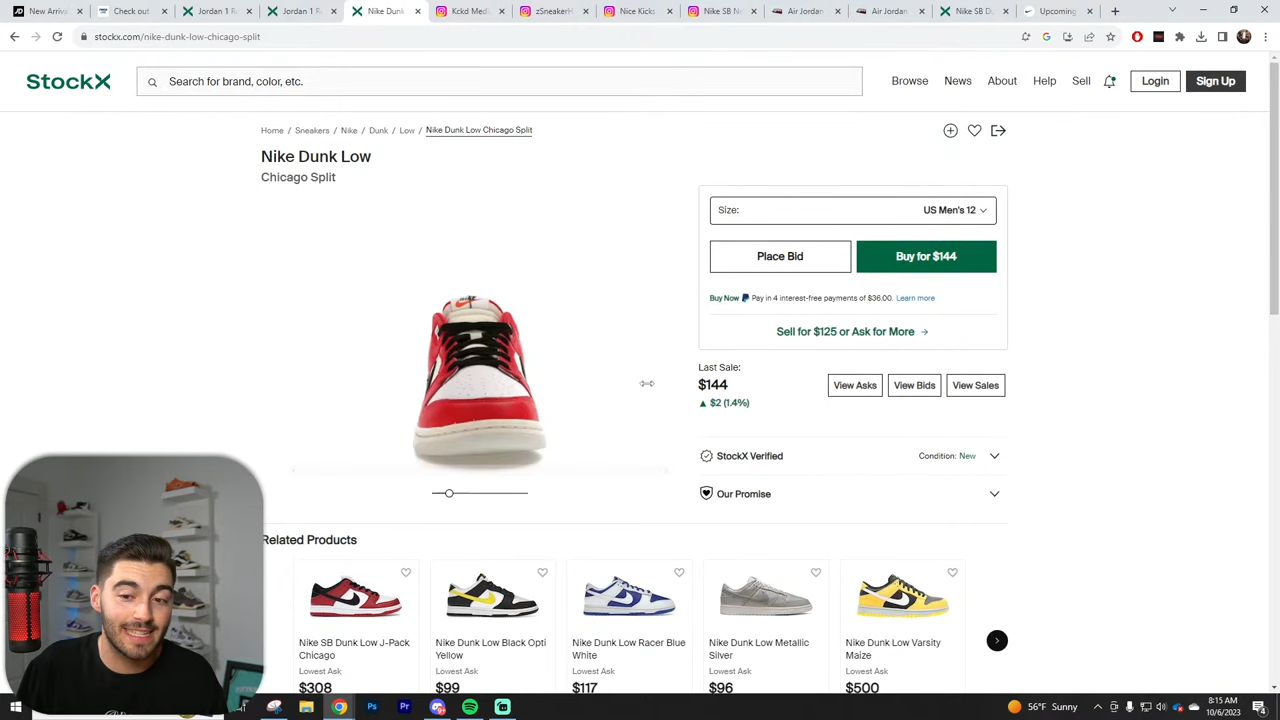 New Arriva
Check out
Jordan 1 R
Jordan 1 R
Nike Dunk
Kckd Medi
zSneakerH
Nice Kicks
Nike SB Ne
Air Jordan
Air Jordan
Nike SB Du
Upcoming
stockx.com/nike-dunk-low-chicago-split
StockX
Search for brand, color, etc.
Browse
News
About
Help
Sell
Login
Sign Up
Home / Sneakers / Nike / Dunk / Low / Nike Dunk Low Chicago Split
Nike Dunk Low
Chicago Split
Size:
US Men's 12
Place Bid
Buy for $144
Buy Now
Pay in 4 interest-free payments of $36.00. Learn more
Sell for $125 or Ask for More
Last Sale:
$144
▲ $2 (1.4%)
View Asks
View Bids
View Sales
StockX Verified
Condition: New
Our Promise
Related Products
Nike SB Dunk Low J-Pack
Chicago
Lowest Ask
$308
Nike Dunk Low Black Opti
Yellow
Lowest Ask
$99
Nike Dunk Low Racer Blue
White
Lowest Ask
$117
Nike Dunk Low Metallic
Silver
Lowest Ask
$96
Nike Dunk Low Varsity
Maize
Lowest Ask
$500
Ps
Pr
56°F Sunny
8:15 AM
10/6/2023